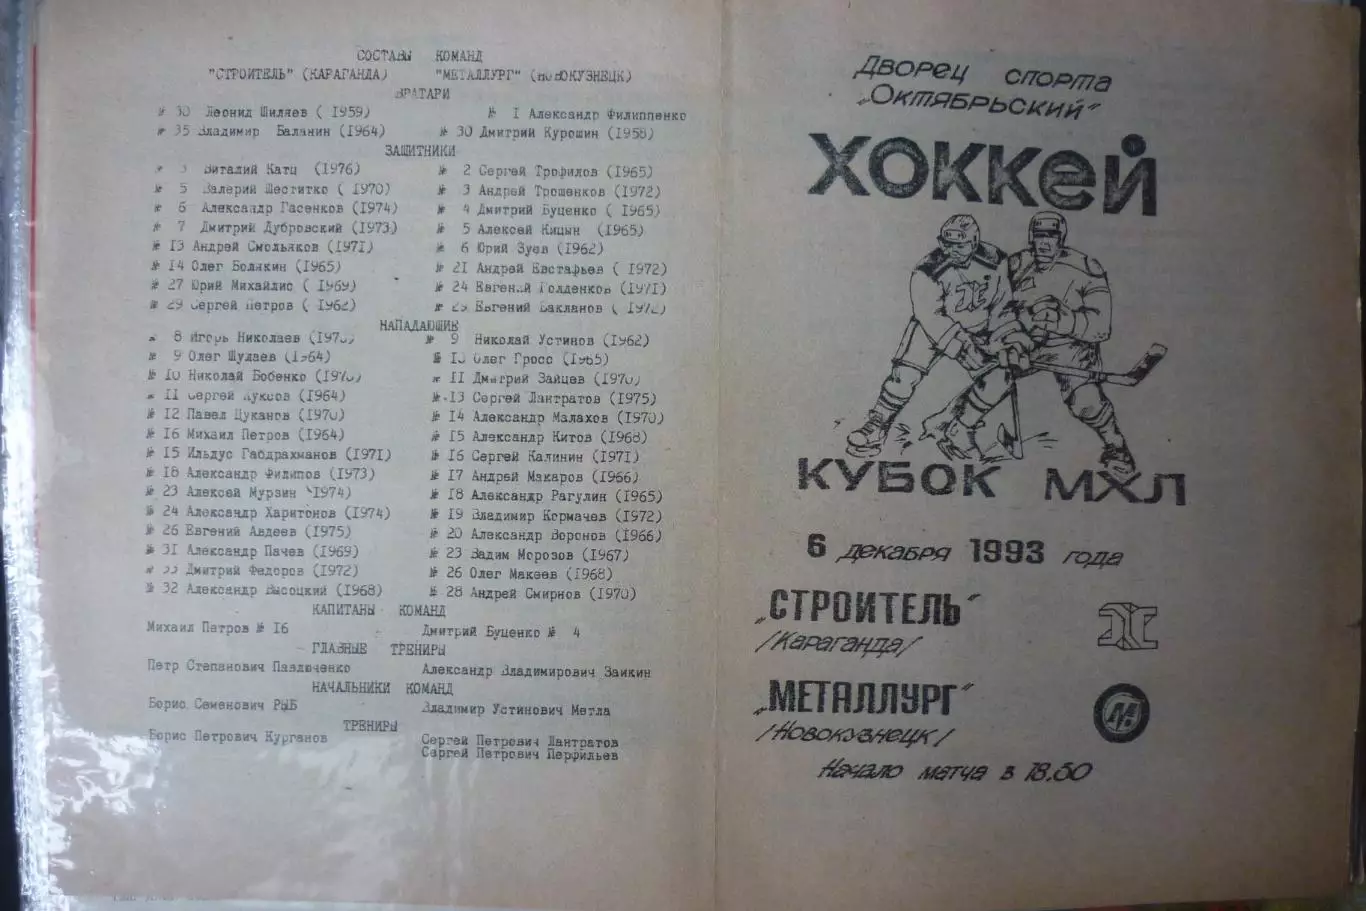 СОСТАВЫ КОМАНД
"СТРОИТЕЛЬ" (КАРАГАНДА) "МЕТАЛЛУРГ" (НОВОКУЗНЕЦК)
ВРАТАРИ
№ 30 Леонид Шиляев ( 1959) № 1 Александр Филиппенко
№ 35 Владимир Баланин (1964) № 30 Дмитрий Курошин (1958)
ЗАЩИТНИКИ
№ 3 Виталий Катц (1976) № 2 Сергей Трофилов (1965)
№ 5 Валерий Шеститко ( 1970) № 3 Андрей Трошенков (1972)
№ 6 Александр Гасенков (1974) № 4 Дмитрий Буценко ( 1965)
№ 7 Дмитрий Дубровский (1973) № 5 Алексей Кицын (1965)
№ 13 Андрей Смольяков (1971) № 6 Юрий Зуев (1962)
№ 14 Олег Болякин (1965) № 21 Андрей Евстафьев ( 1972)
№ 27 Юрий Михайлис ( 1969) № 24 Евгений Голденков (1971)
№ 29 Сергей Петров ( 1962) № 25 Евгений Бакланов ( 1972)
НАПАДАЮЩИЕ
№ 8 Игорь Николаев № 9 Николай Устинов (1962)
№ 9 Олег Шулаев (1964) № 10 Олег Гросс (1965)
№ 10 Николай Бобенко № 11 Дмитрий Зайцев (1970)
№ 11 Сергей Куксов (1964) №.13 Сергей Лантратов (1975)
№ 12 Павел Цуканов (1970) № 14 Александр Малахов (1970)
№ 16 Михаил Петров (1964) № 15 Александр Китов (1968)
№ 15 Ильдус Габдрахманов (1971) № 16 Сергей Калинин (1971)
№ 18 Александр Филипов (1973) № 17 Андрей Макаров (1966)
№ 23 Алексей Мурзин (1974) № 18 Александр Рагулин (1965)
№ 24 Александр Харитонов (1974) № 19 Владимир Кормачев (1972)
№ 26 Евгений Авдеев (1975) № 20 Александр Воронов (1966)
№ 31 Александр Пачев (1969) № 23 Вадим Морозов (1967)
№ 33 Дмитрий Федоров (1972) № 26 Олег Макеев (1968)
№ 32 Александр Высоцкий (1968) № 28 Андрей Смирнов (1970)
КАПИТАНЫ КОМАНД
Михаил Петров № 16 Дмитрий Буценко № 4
ГЛАВНЫЕ ТРЕНЕРЫ
Петр Степанович Павлюченко Александр Владимирович Заикин
НАЧАЛЬНИКИ КОМАНД
Борис Семенович РЫБ Владимир Устинович Метла
ТРЕНЕРЫ
Борис Петрович Курганов Сергей Петрович Лантратов
Сергей Петрович Перфильев
Дворец спорта
„Октябрьский"
ХОККЕЙ
КУБОК МХЛ
6 декабря 1993 года
„СТРОИТЕЛЬ"
/Караганда/
„МЕТАЛЛУРГ"
/Новокузнецк/
М
Начало матча в 18.30